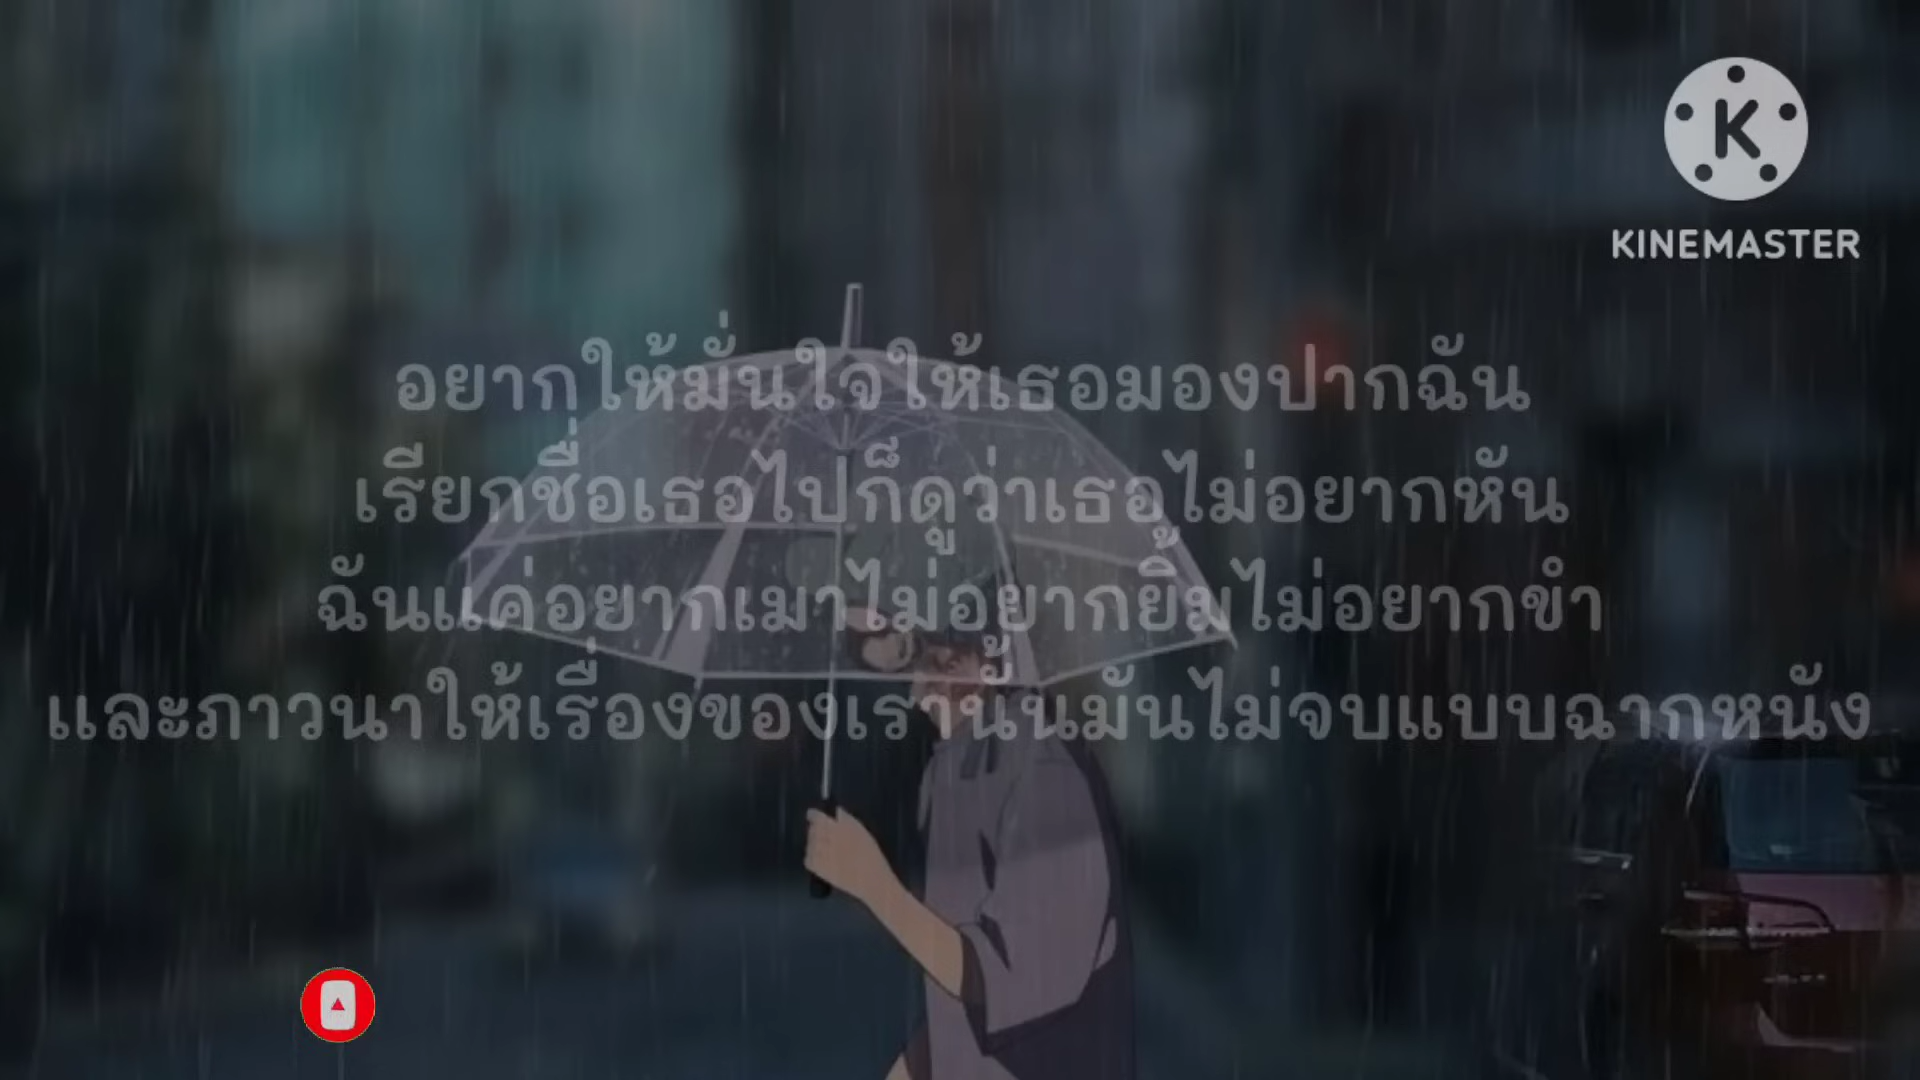 KINEMASTER
อยากให้มั่นใจให้เธอมองปากฉัน
เรียกชื่อเธอไปก็ดูว่าเธอไม่อยากหัน
ฉันแค่อยากเมาไม่อยากยิ้มไม่อยากขำ
และภาวนาให้เรื่องของเรานั้นมันไม่จบแบบฉากหนัง